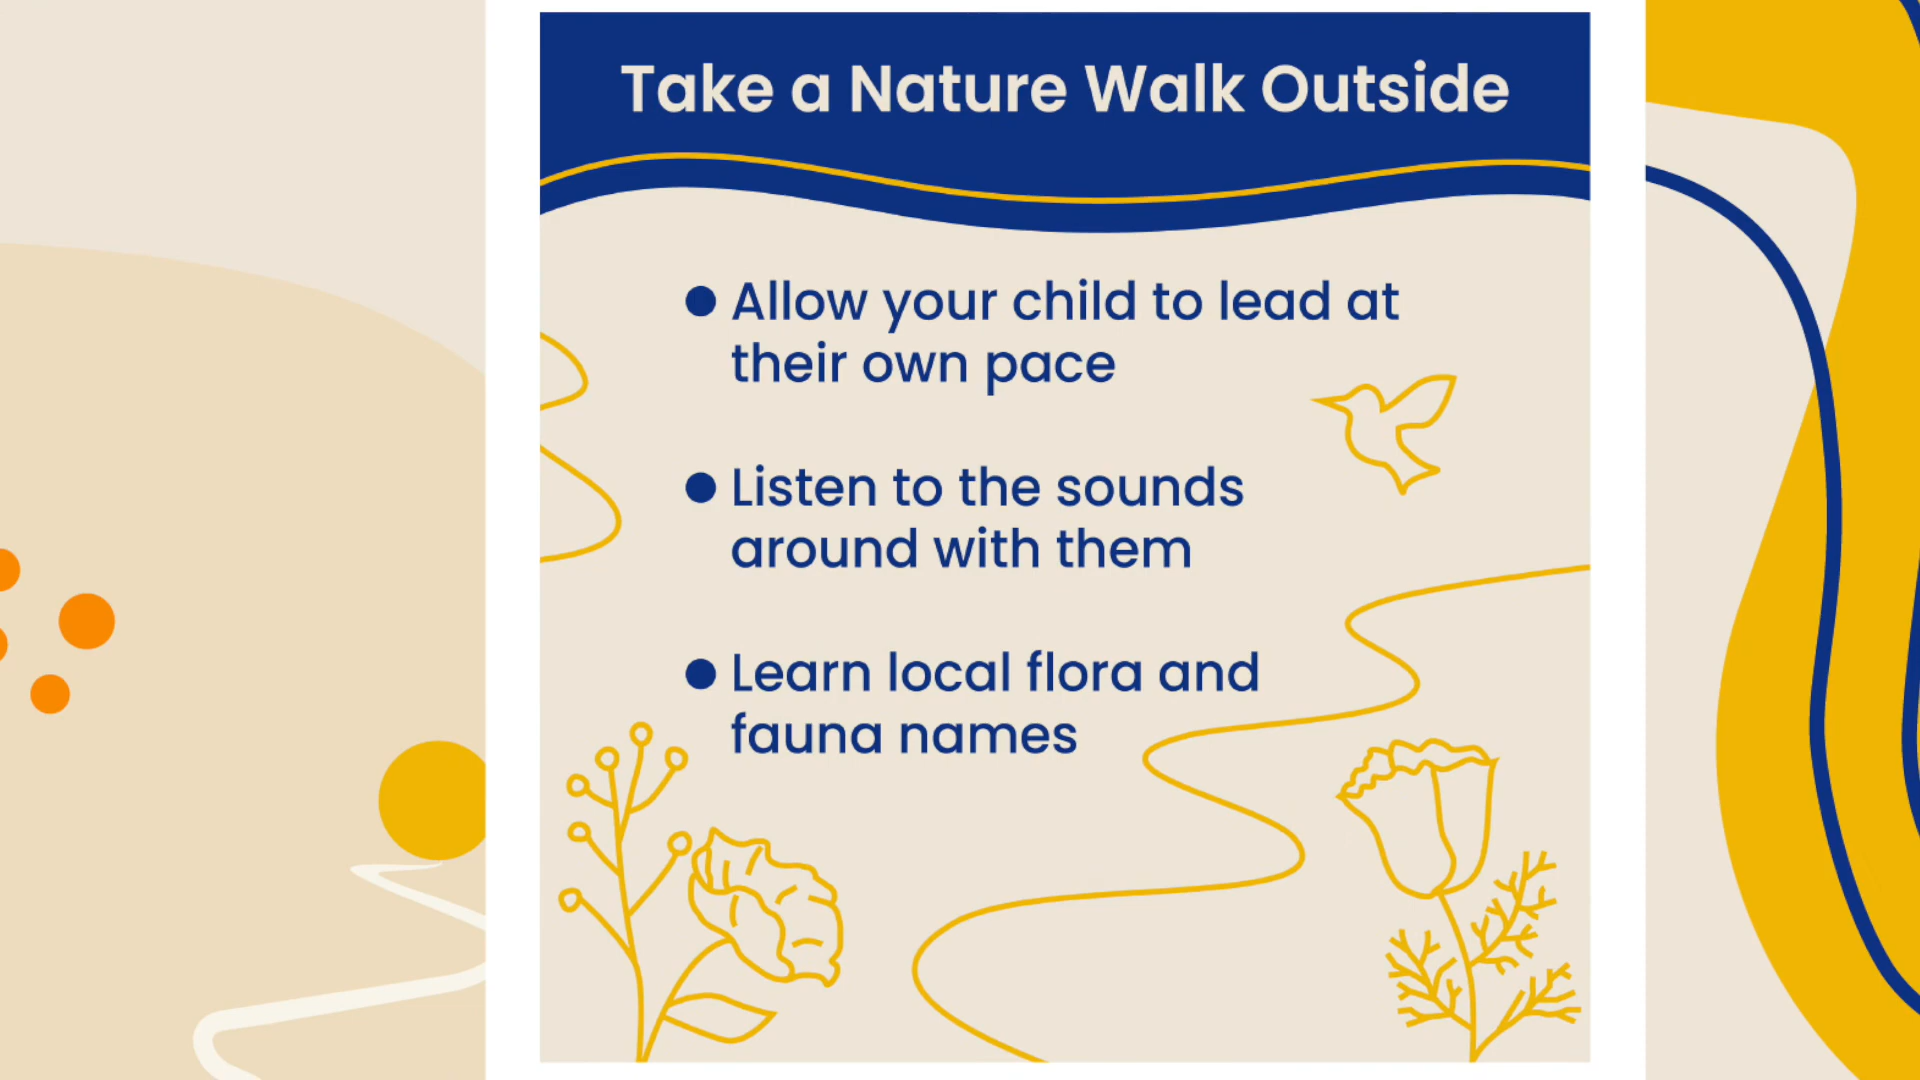 Take a Nature Walk Outside
● Allow your child to lead at
their own pace
● Listen to the sounds
around with them
● Learn local flora and
fauna names